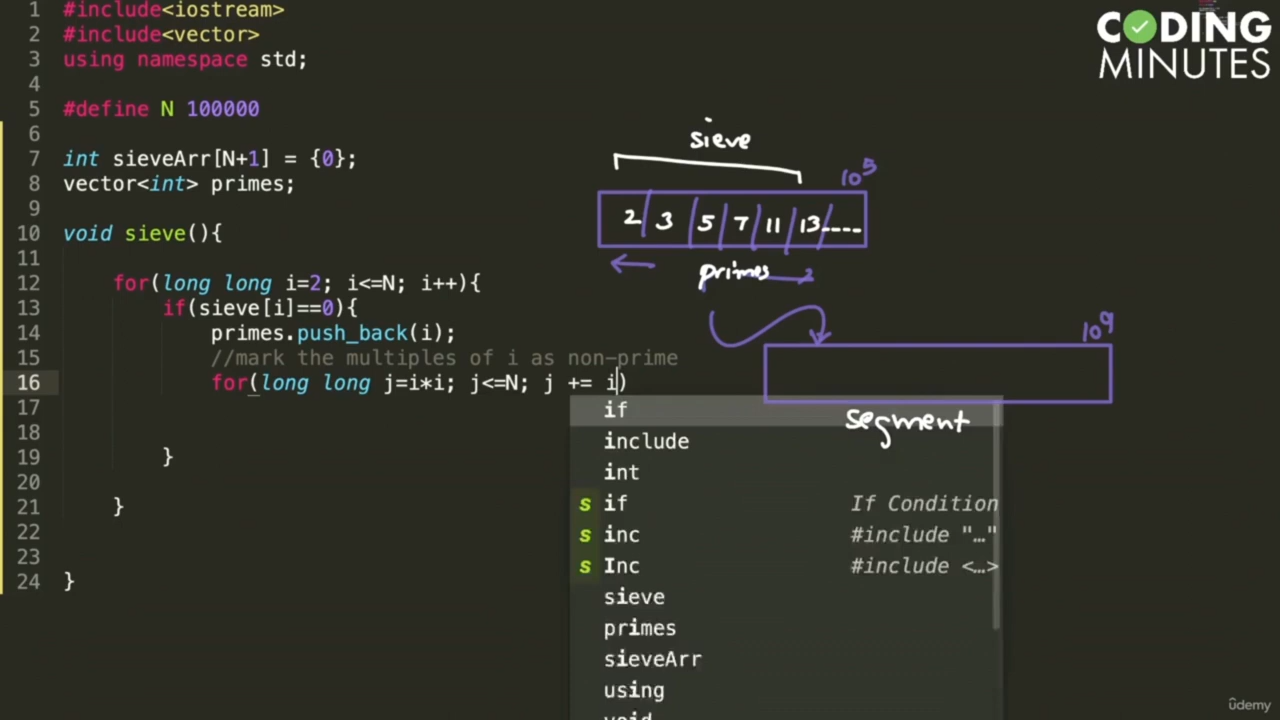 1 #include<iostream>
2 #include<vector>
3 using namespace std;
4
5 #define N 100000
6
7 int sieveArr[N+1] = {0};
8 vector<int> primes;
9
10 void sieve(){
11
12 for(long long i=2; i<=N; i++){
13 if(sieve[i]==0){
14 primes.push_back(i);
15 //mark the multiples of i as non-prime
16 for(long long j=i*i; j<=N; j += i)
17
18
19 }
20
21 }
22
23
24 }
if
include
int
s if If Condition
s inc #include "…"
s Inc #include <…>
sieve
primes
sieveArr
using
CODING
MINUTES
sieve
10^5
2 3 5 7 11 13....
primes
10^9
segment
ûdemy